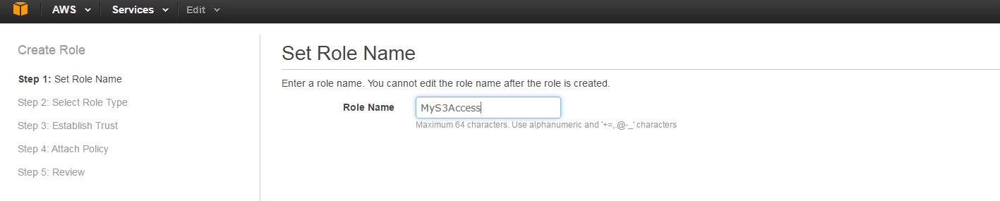 AWS Services Edit
Create Role
Step 1: Set Role Name
Step 2: Select Role Type
Step 3: Establish Trust
Step 4: Attach Policy
Step 5: Review
Set Role Name
Enter a role name. You cannot edit the role name after the role is created.
Role Name MyS3Access
Maximum 64 characters. Use alphanumeric and '+=,.@-_' characters